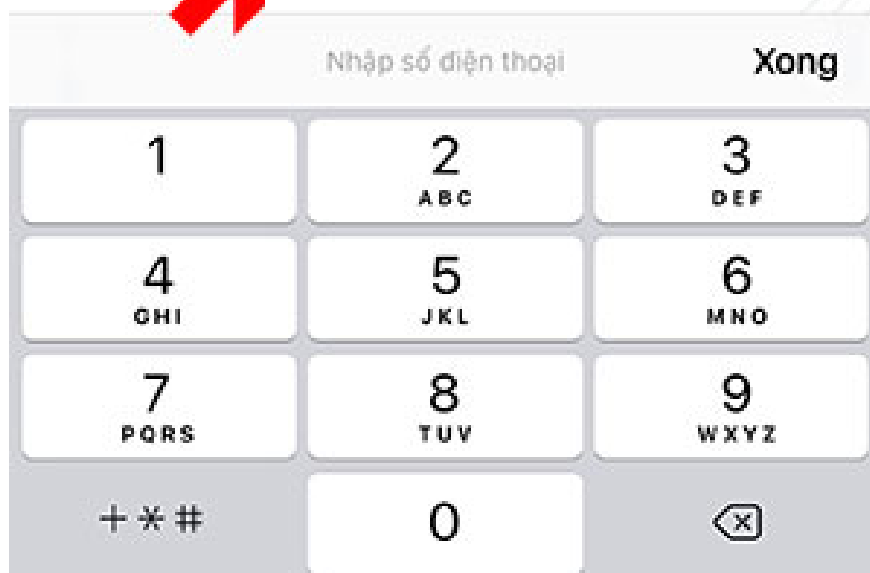 Nhập số điện thoại Xong
1 2 3
ABC DEF
4 5 6
GHI JKL MNO
7 8 9
PQRS TUV WXYZ
+*# 0